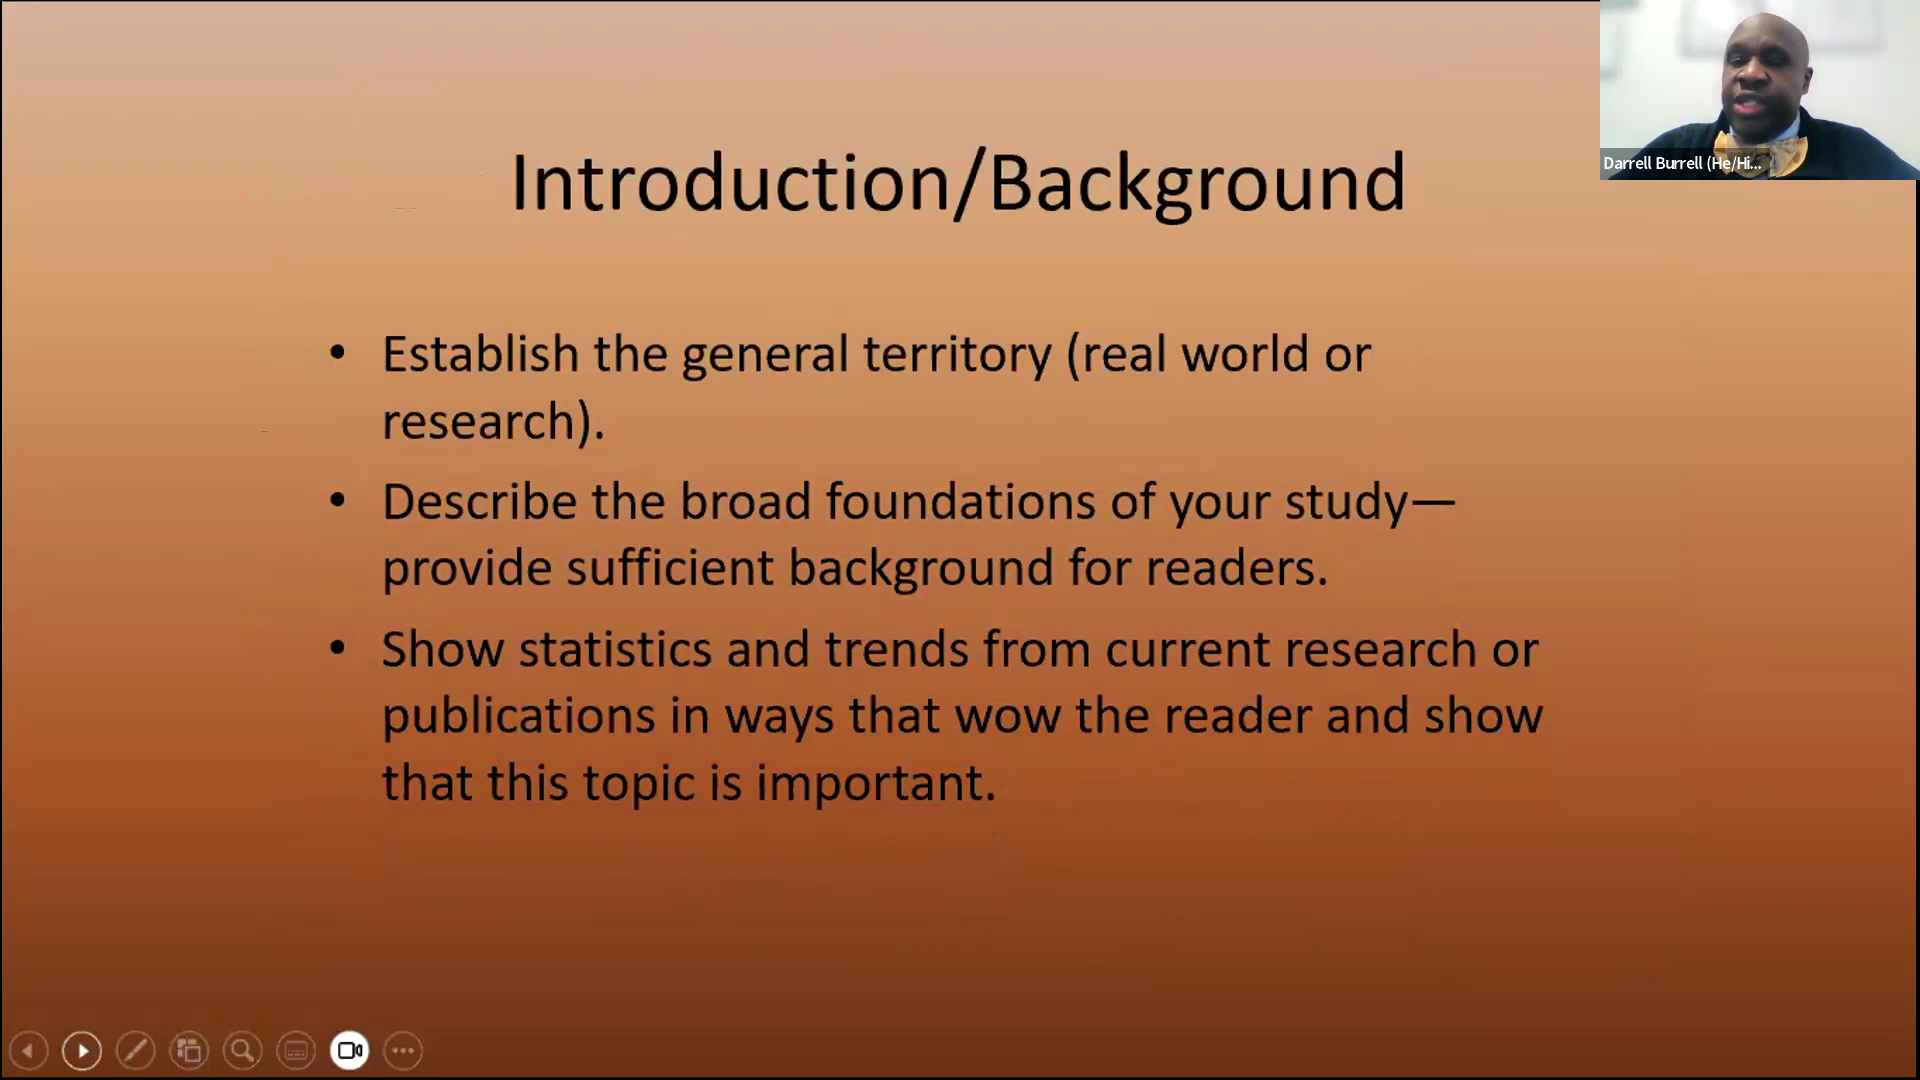 Introduction/Background
• Establish the general territory (real world or
research).
• Describe the broad foundations of your study—
provide sufficient background for readers.
• Show statistics and trends from current research or
publications in ways that wow the reader and show
that this topic is important.
Darrell Burrell (He/Hi...